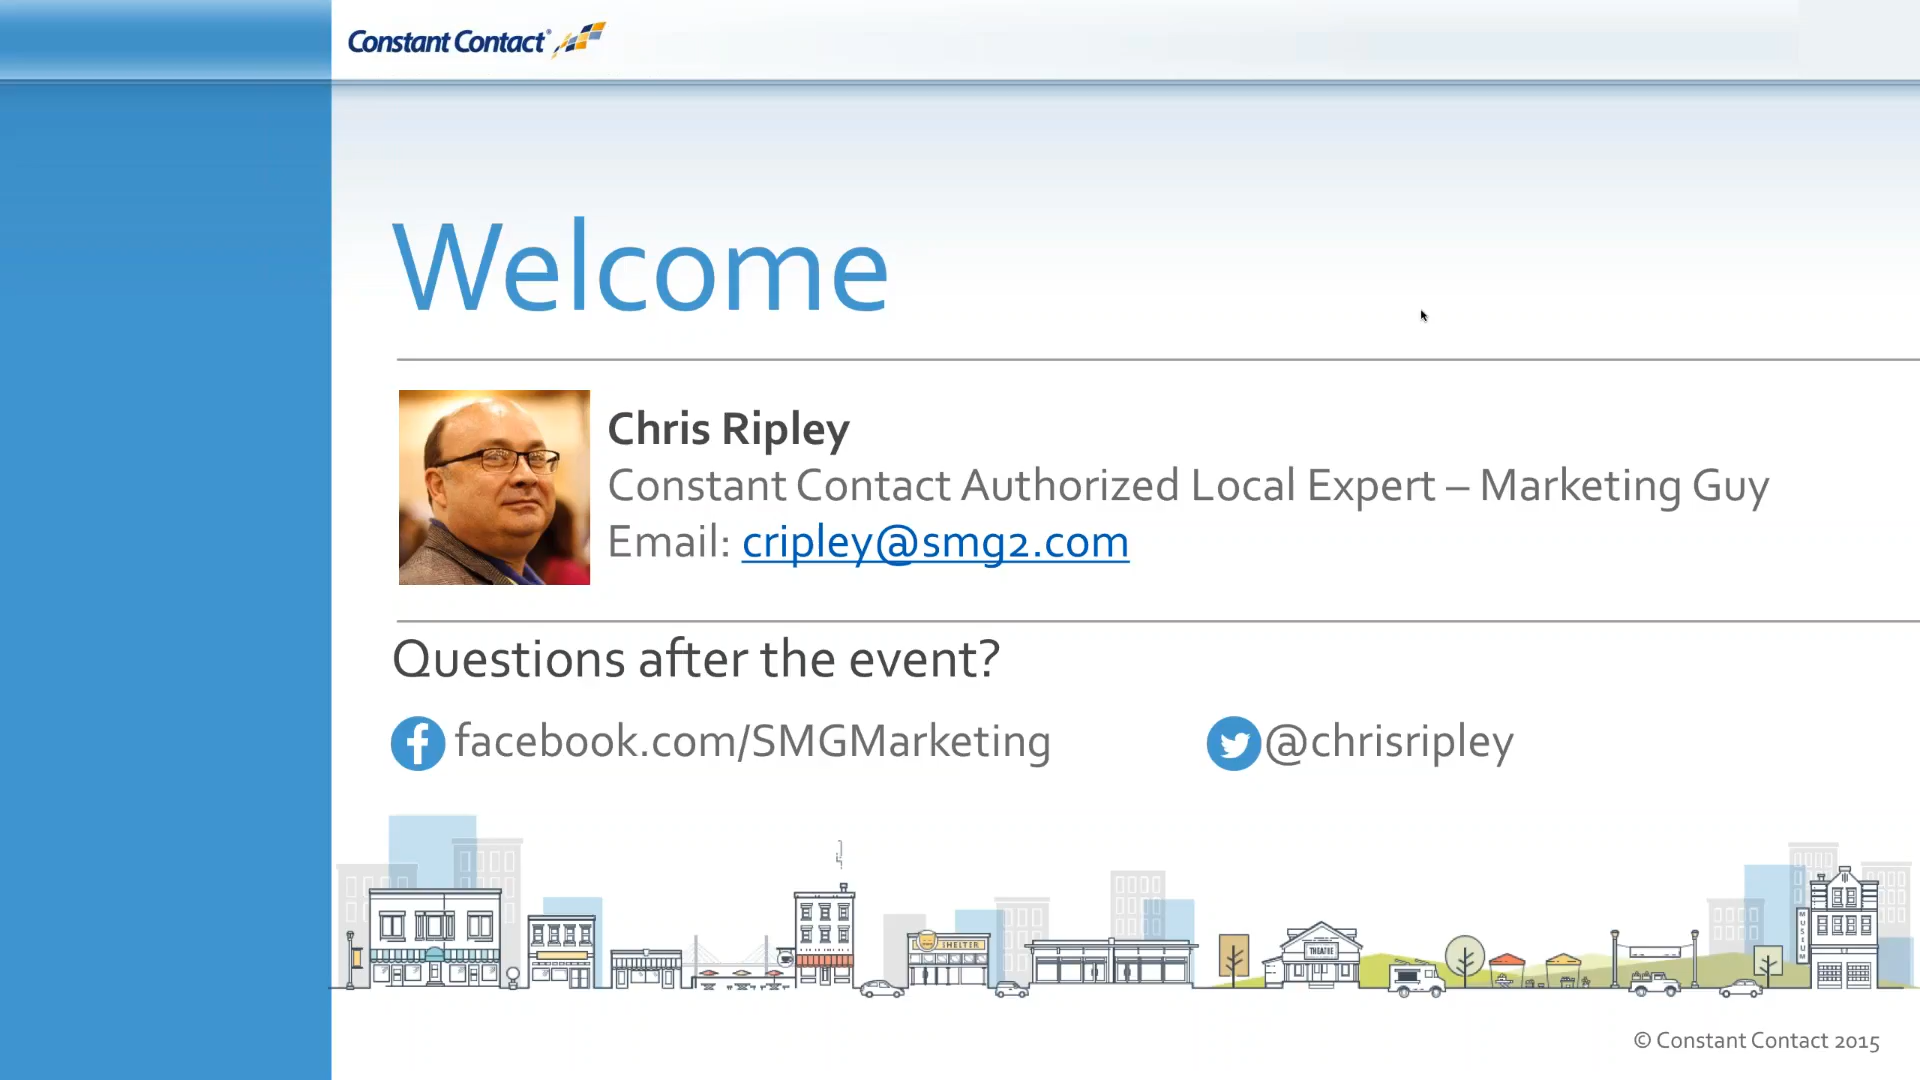 Constant Contact®
Welcome
Chris Ripley
Constant Contact Authorized Local Expert – Marketing Guy
Email: cripley@smg2.com
Questions after the event?
facebook.com/SMGMarketing
@chrisripley
SHELTER
THEATRE
MUSEUM
© Constant Contact 2015